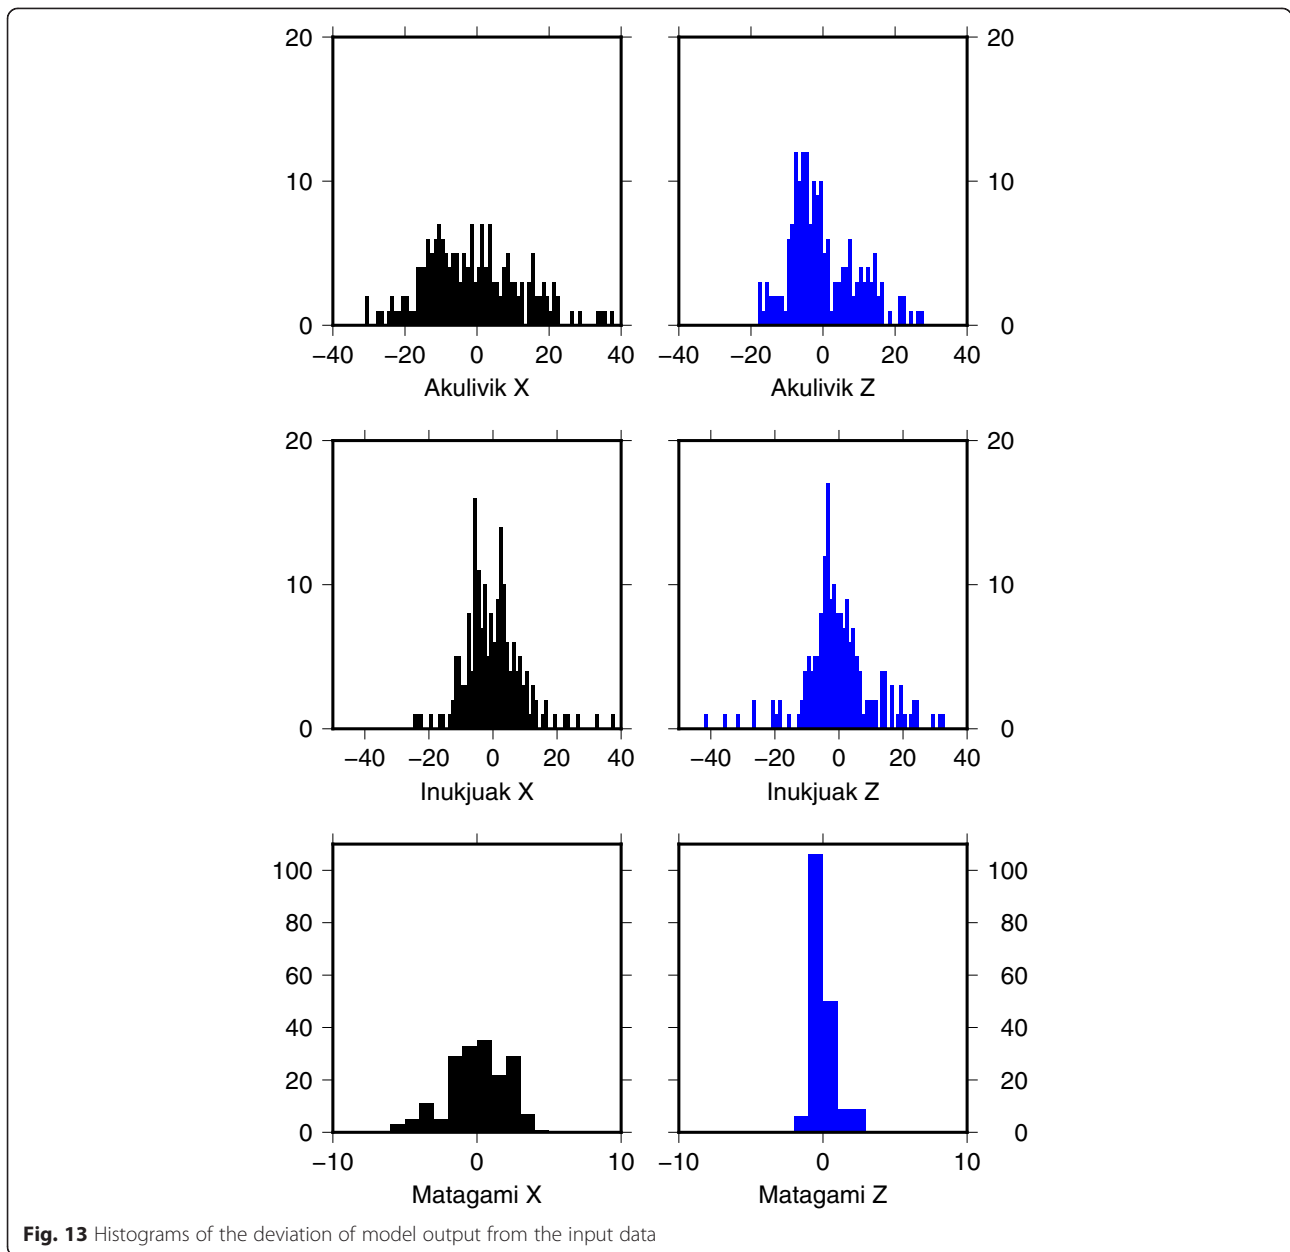 20 20
10 10
0 0
−40 −20 0 20 40 −40 −20 0 20 40
Akulivik X Akulivik Z
20 20
10 10
0 0
−40 −20 0 20 40 −40 −20 0 20 40
Inukjuak X Inukjuak Z
100 100
80 80
60 60
40 40
20 20
0 0
−10 0 10 −10 0 10
Matagami X Matagami Z
Fig. 13 Histograms of the deviation of model output from the input data